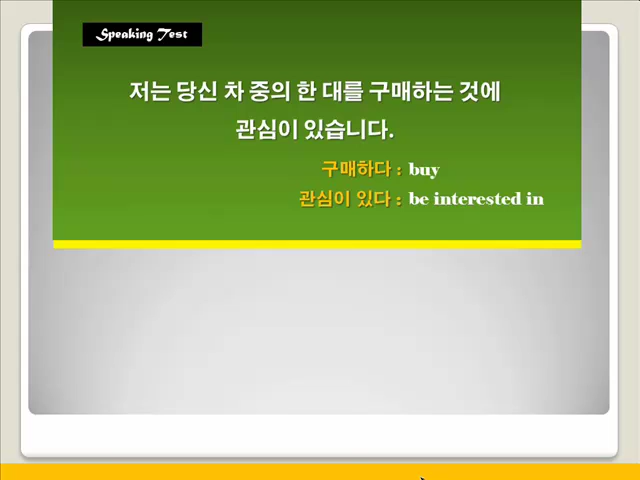 Speaking Test
저는 당신 차 중의 한 대를 구매하는 것에
관심이 있습니다.
구매하다 : buy
관심이 있다 : be interested in